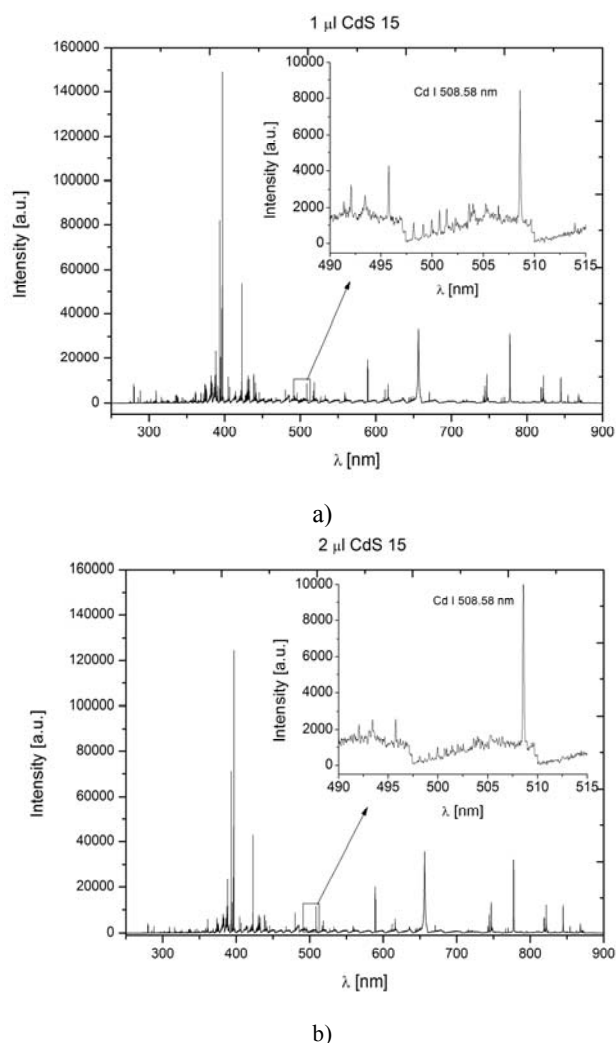 1 μl CdS 15
160000
140000
120000
100000
80000
60000
40000
20000
0
Intensity [a.u.]
300 400 500 600 700 800 900
λ [nm]
10000
8000
6000
4000
2000
0
Intensity [a.u.]
Cd I 508.58 nm
490 495 500 505 510 515
λ [nm]
a)
2 μl CdS 15
160000
140000
120000
100000
80000
60000
40000
20000
0
Intensity [a.u.]
300 400 500 600 700 800 900
λ [nm]
10000
8000
6000
4000
2000
0
Intensity [a.u.]
Cd I 508.58 nm
490 495 500 505 510 515
λ [nm]
b)